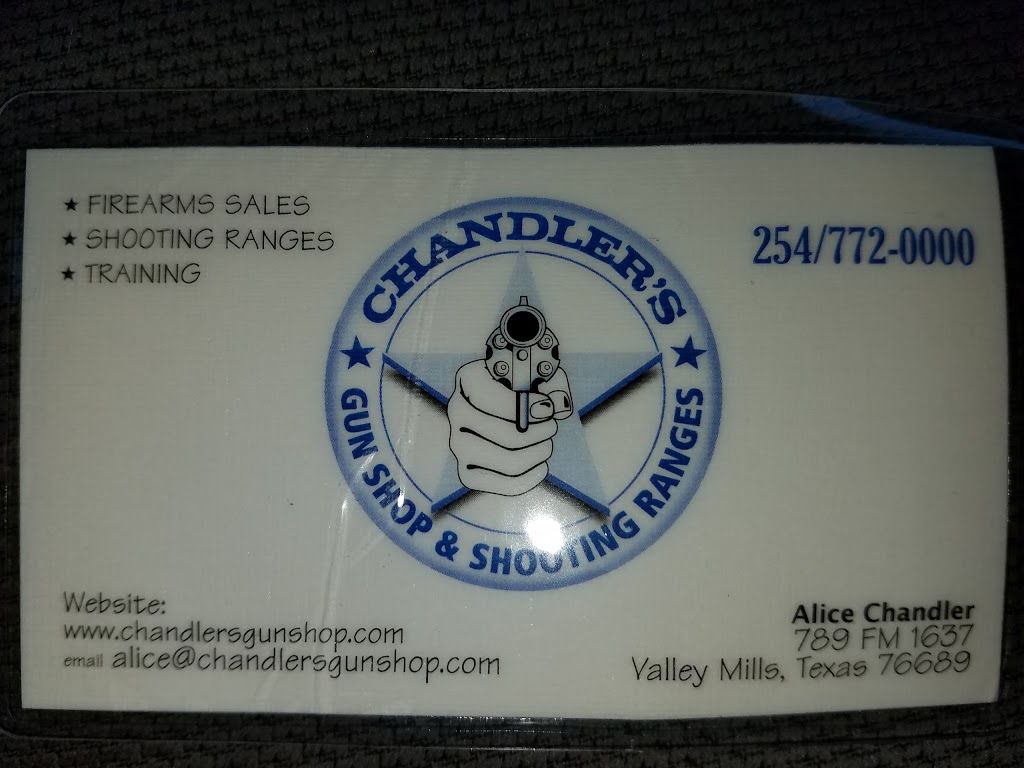 ★ FIREARMS SALES
★ SHOOTING RANGES
★ TRAINING
254/772-0000
CHANDLER'S
★ GUN SHOP & SHOOTING RANGES ★
Website:
www.chandlersgunshop.com
email alice@chandlersgunshop.com
Alice Chandler
789 FM 1637
Valley Mills, Texas 76689